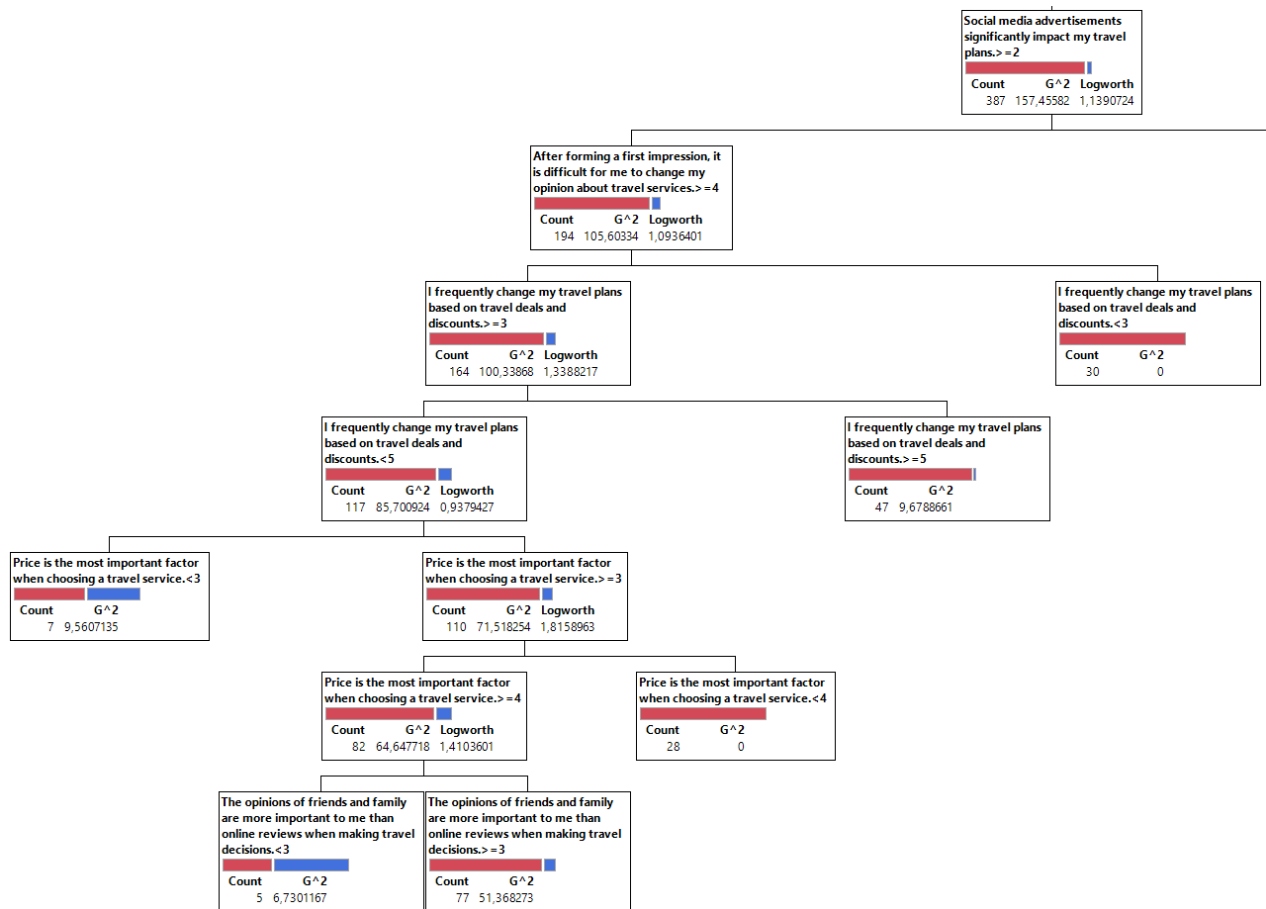 Social media advertisements
significantly impact my travel
plans.>=2
Count G^2 Logworth
387 157,45582 1,1390724
After forming a first impression, it
is difficult for me to change my
opinion about travel services.>=4
Count G^2 Logworth
194 105,60334 1,0936401
I frequently change my travel plans
based on travel deals and
discounts.>=3
Count G^2 Logworth
164 100,33868 1,3388217
I frequently change my travel plans
based on travel deals and
discounts.<3
Count G^2
30 0
I frequently change my travel plans
based on travel deals and
discounts.<5
Count G^2 Logworth
117 85,700924 0,9379427
I frequently change my travel plans
based on travel deals and
discounts.>=5
Count G^2
47 9,6788661
Price is the most important factor
when choosing a travel service.<3
Count G^2
7 9,5607135
Price is the most important factor
when choosing a travel service.>=3
Count G^2 Logworth
110 71,518254 1,8158963
Price is the most important factor
when choosing a travel service.>=4
Count G^2 Logworth
82 64,647718 1,4103601
Price is the most important factor
when choosing a travel service.<4
Count G^2
28 0
The opinions of friends and family
are more important to me than
online reviews when making travel
decisions.<3
Count G^2
5 6,7301167
The opinions of friends and family
are more important to me than
online reviews when making travel
decisions.>=3
Count G^2
77 51,368273